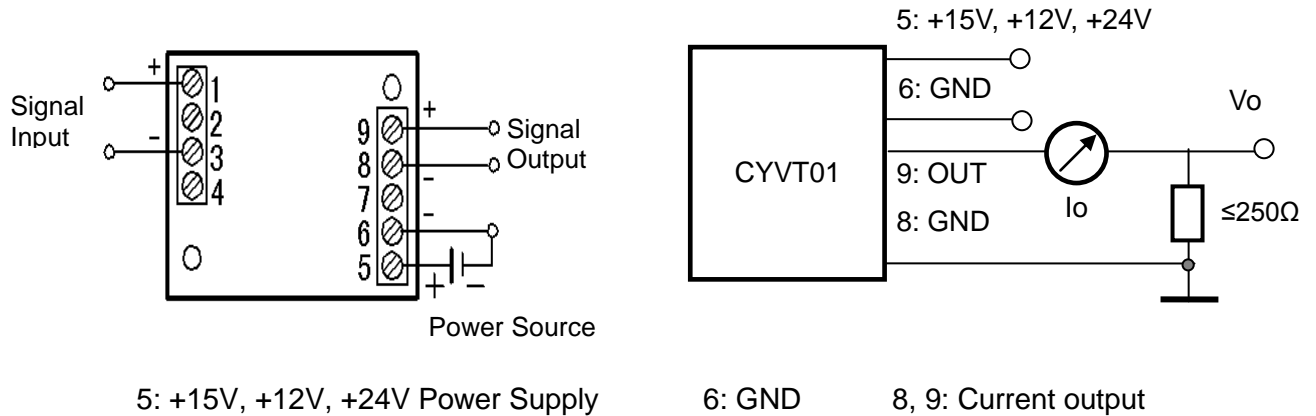 Signal
Input
+
-
1
2
3
4
9
8
7
6
5
+
-
-
+
-
Signal
Output
Power Source
5: +15V, +12V, +24V
6: GND
CYVT01
9: OUT
8: GND
Io
Vo
≤250Ω
5: +15V, +12V, +24V Power Supply 6: GND 8, 9: Current output